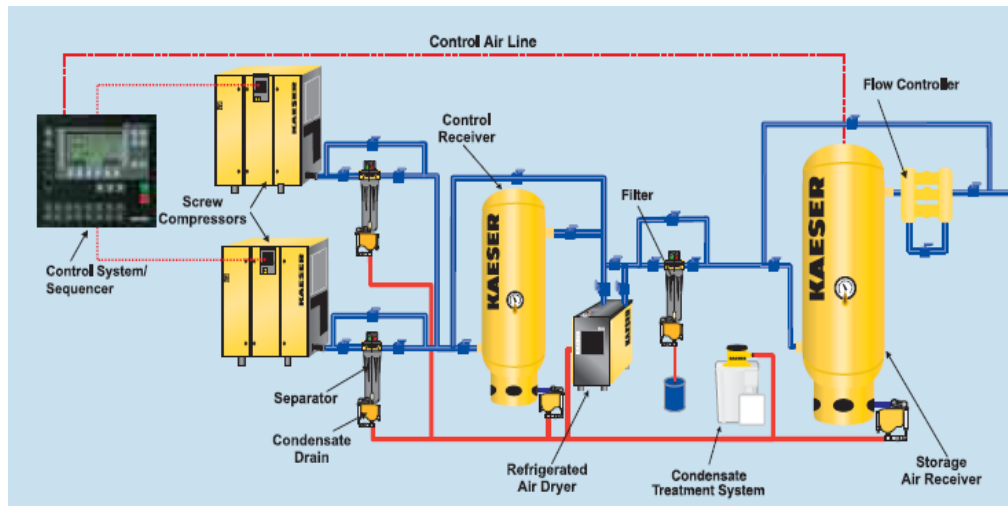 Control Air Line
Flow Controller
Control
Receiver
KAESER
KAESER
Filter
Screw
Compressors
KAESER
KAESER
KAESER
Control System/
Sequencer
Separator
Condensate
Drain
Refrigerated
Air Dryer
Condensate
Treatment System
Storage
Air Receiver